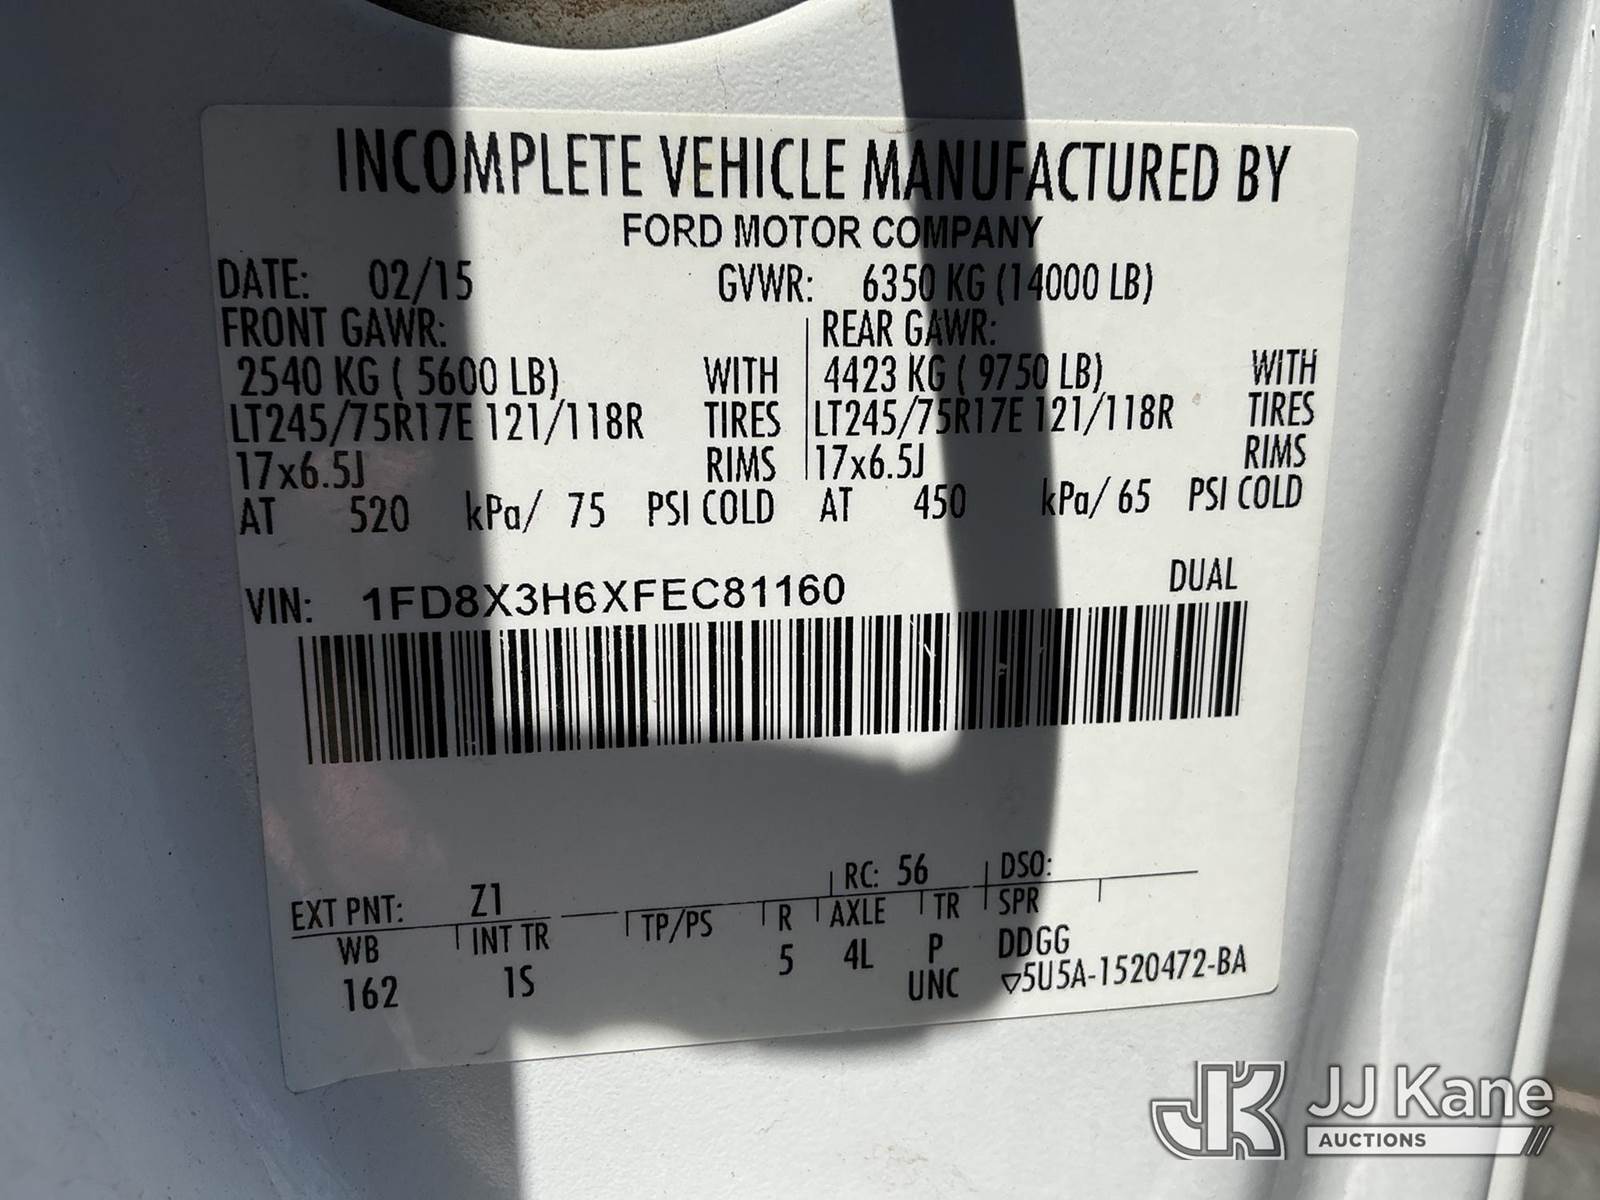 INCOMPLETE VEHICLE MANUFACTURED BY
FORD MOTOR COMPANY
DATE: 02/15 GVWR: 6350 KG (14000 LB)
FRONT GAWR: REAR GAWR:
2540 KG ( 5600 LB) WITH 4423 KG ( 9750 LB) WITH
LT245/75R17E 121/118R TIRES LT245/75R17E 121/118R TIRES
17x6.5J RIMS 17x6.5J RIMS
AT 520 kPa/ 75 PSI COLD AT 450 kPa/ 65 PSI COLD
VIN: 1FD8X3H6XFEC81160 DUAL
EXT PNT: Z1 RC: 56 DSO:
WB INT TR TP/PS R AXLE TR SPR
162 1S 5 4L P DDGG
UNC ▽5U5A-1520472-BA
JK JJ Kane
AUCTIONS